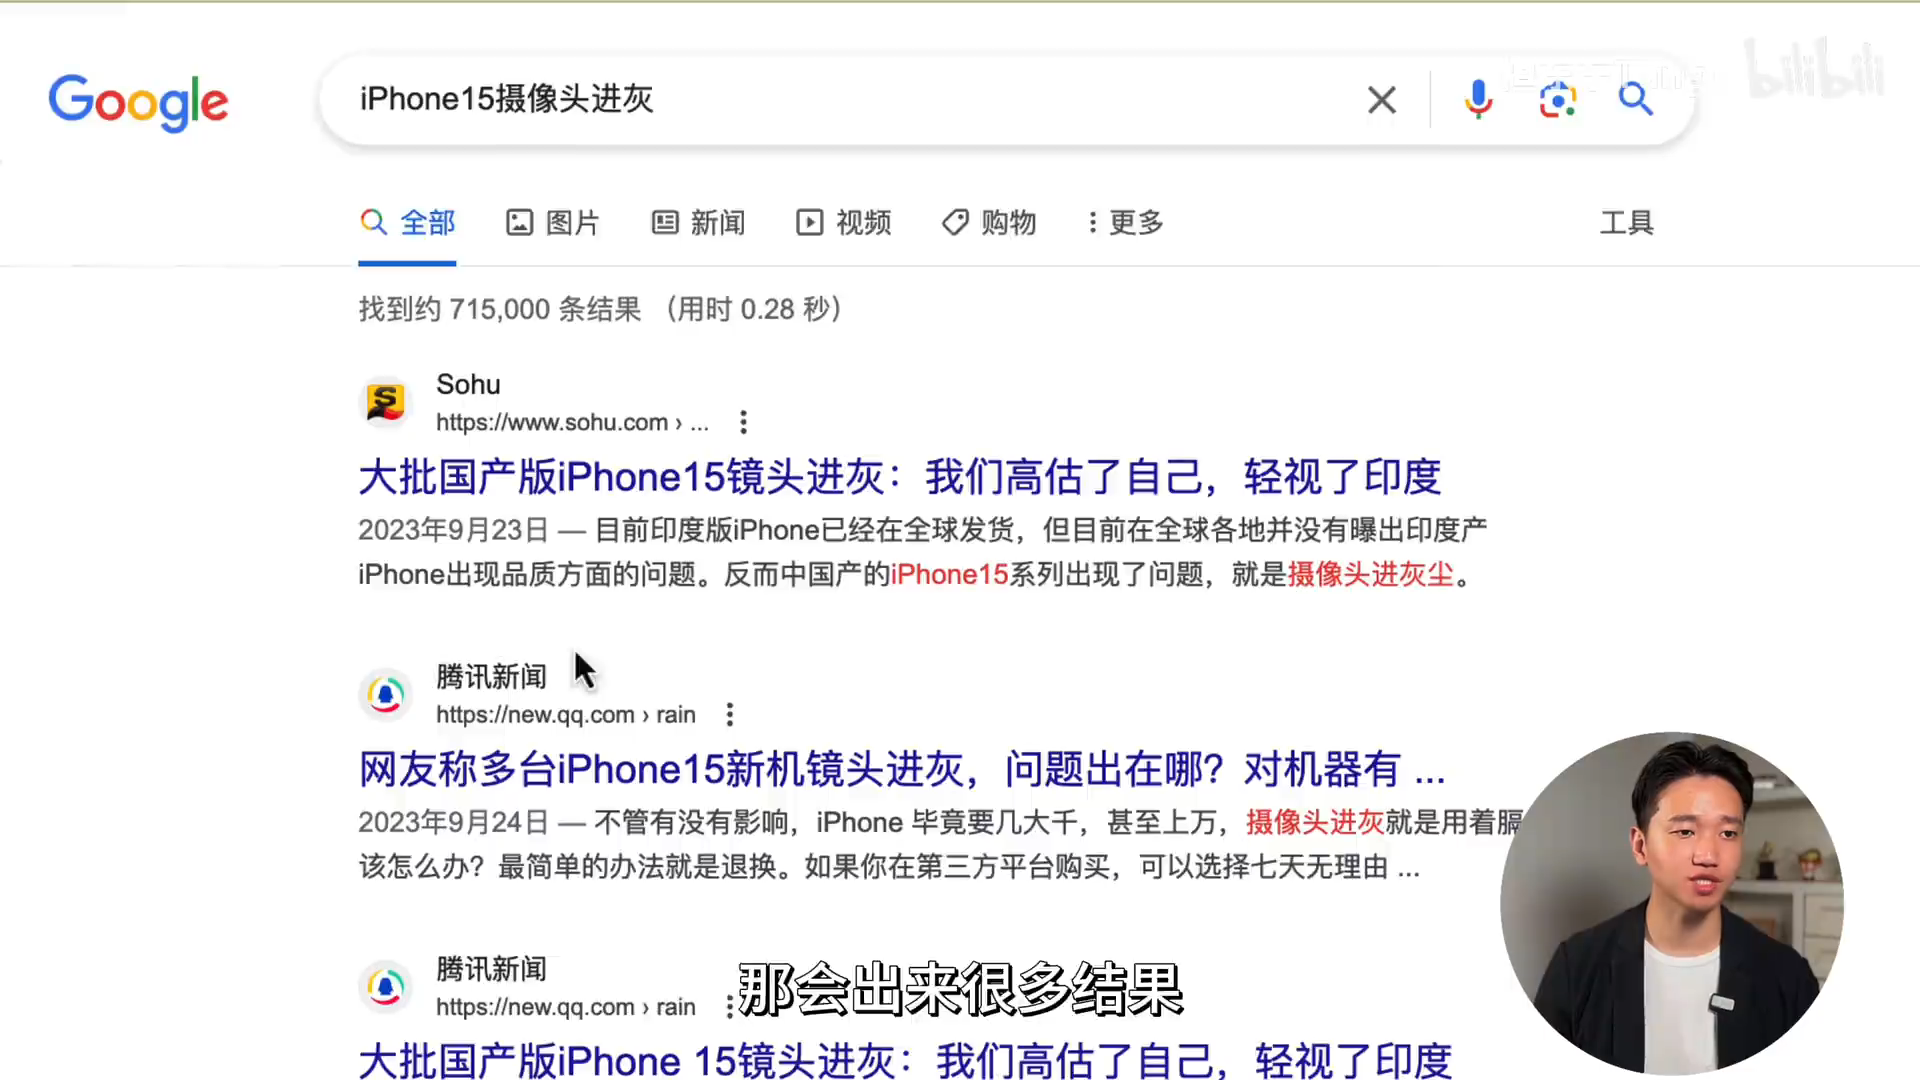 bilibili
Google
iPhone15摄像头进灰
全部
图片
新闻
视频
购物
更多
工具
找到约 715,000 条结果 （用时 0.28 秒）
Sohu
https://www.sohu.com › ...
大批国产版iPhone15镜头进灰：我们高估了自己，轻视了印度
2023年9月23日 — 目前印度版iPhone已经在全球发货，但目前在全球各地并没有曝出印度产
iPhone出现品质方面的问题。反而中国产的iPhone15系列出现了问题，就是摄像头进灰尘。
腾讯新闻
https://new.qq.com › rain
网友称多台iPhone15新机镜头进灰，问题出在哪？对机器有 ...
2023年9月24日 — 不管有没有影响，iPhone 毕竟要几大千，甚至上万，摄像头进灰就是用着膈
该怎么办？最简单的办法就是退换。如果你在第三方平台购买，可以选择七天无理由 ...
腾讯新闻
https://new.qq.com › rain
那会出来很多结果
大批国产版iPhone 15镜头进灰：我们高估了自己，轻视了印度